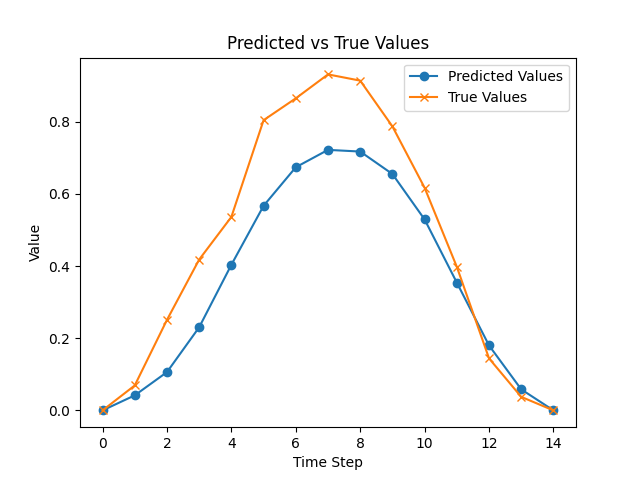 Predicted vs True Values
Predicted Values
True Values
0.8
0.6
0.4
0.2
0.0
Value
0 2 4 6 8 10 12 14
Time Step